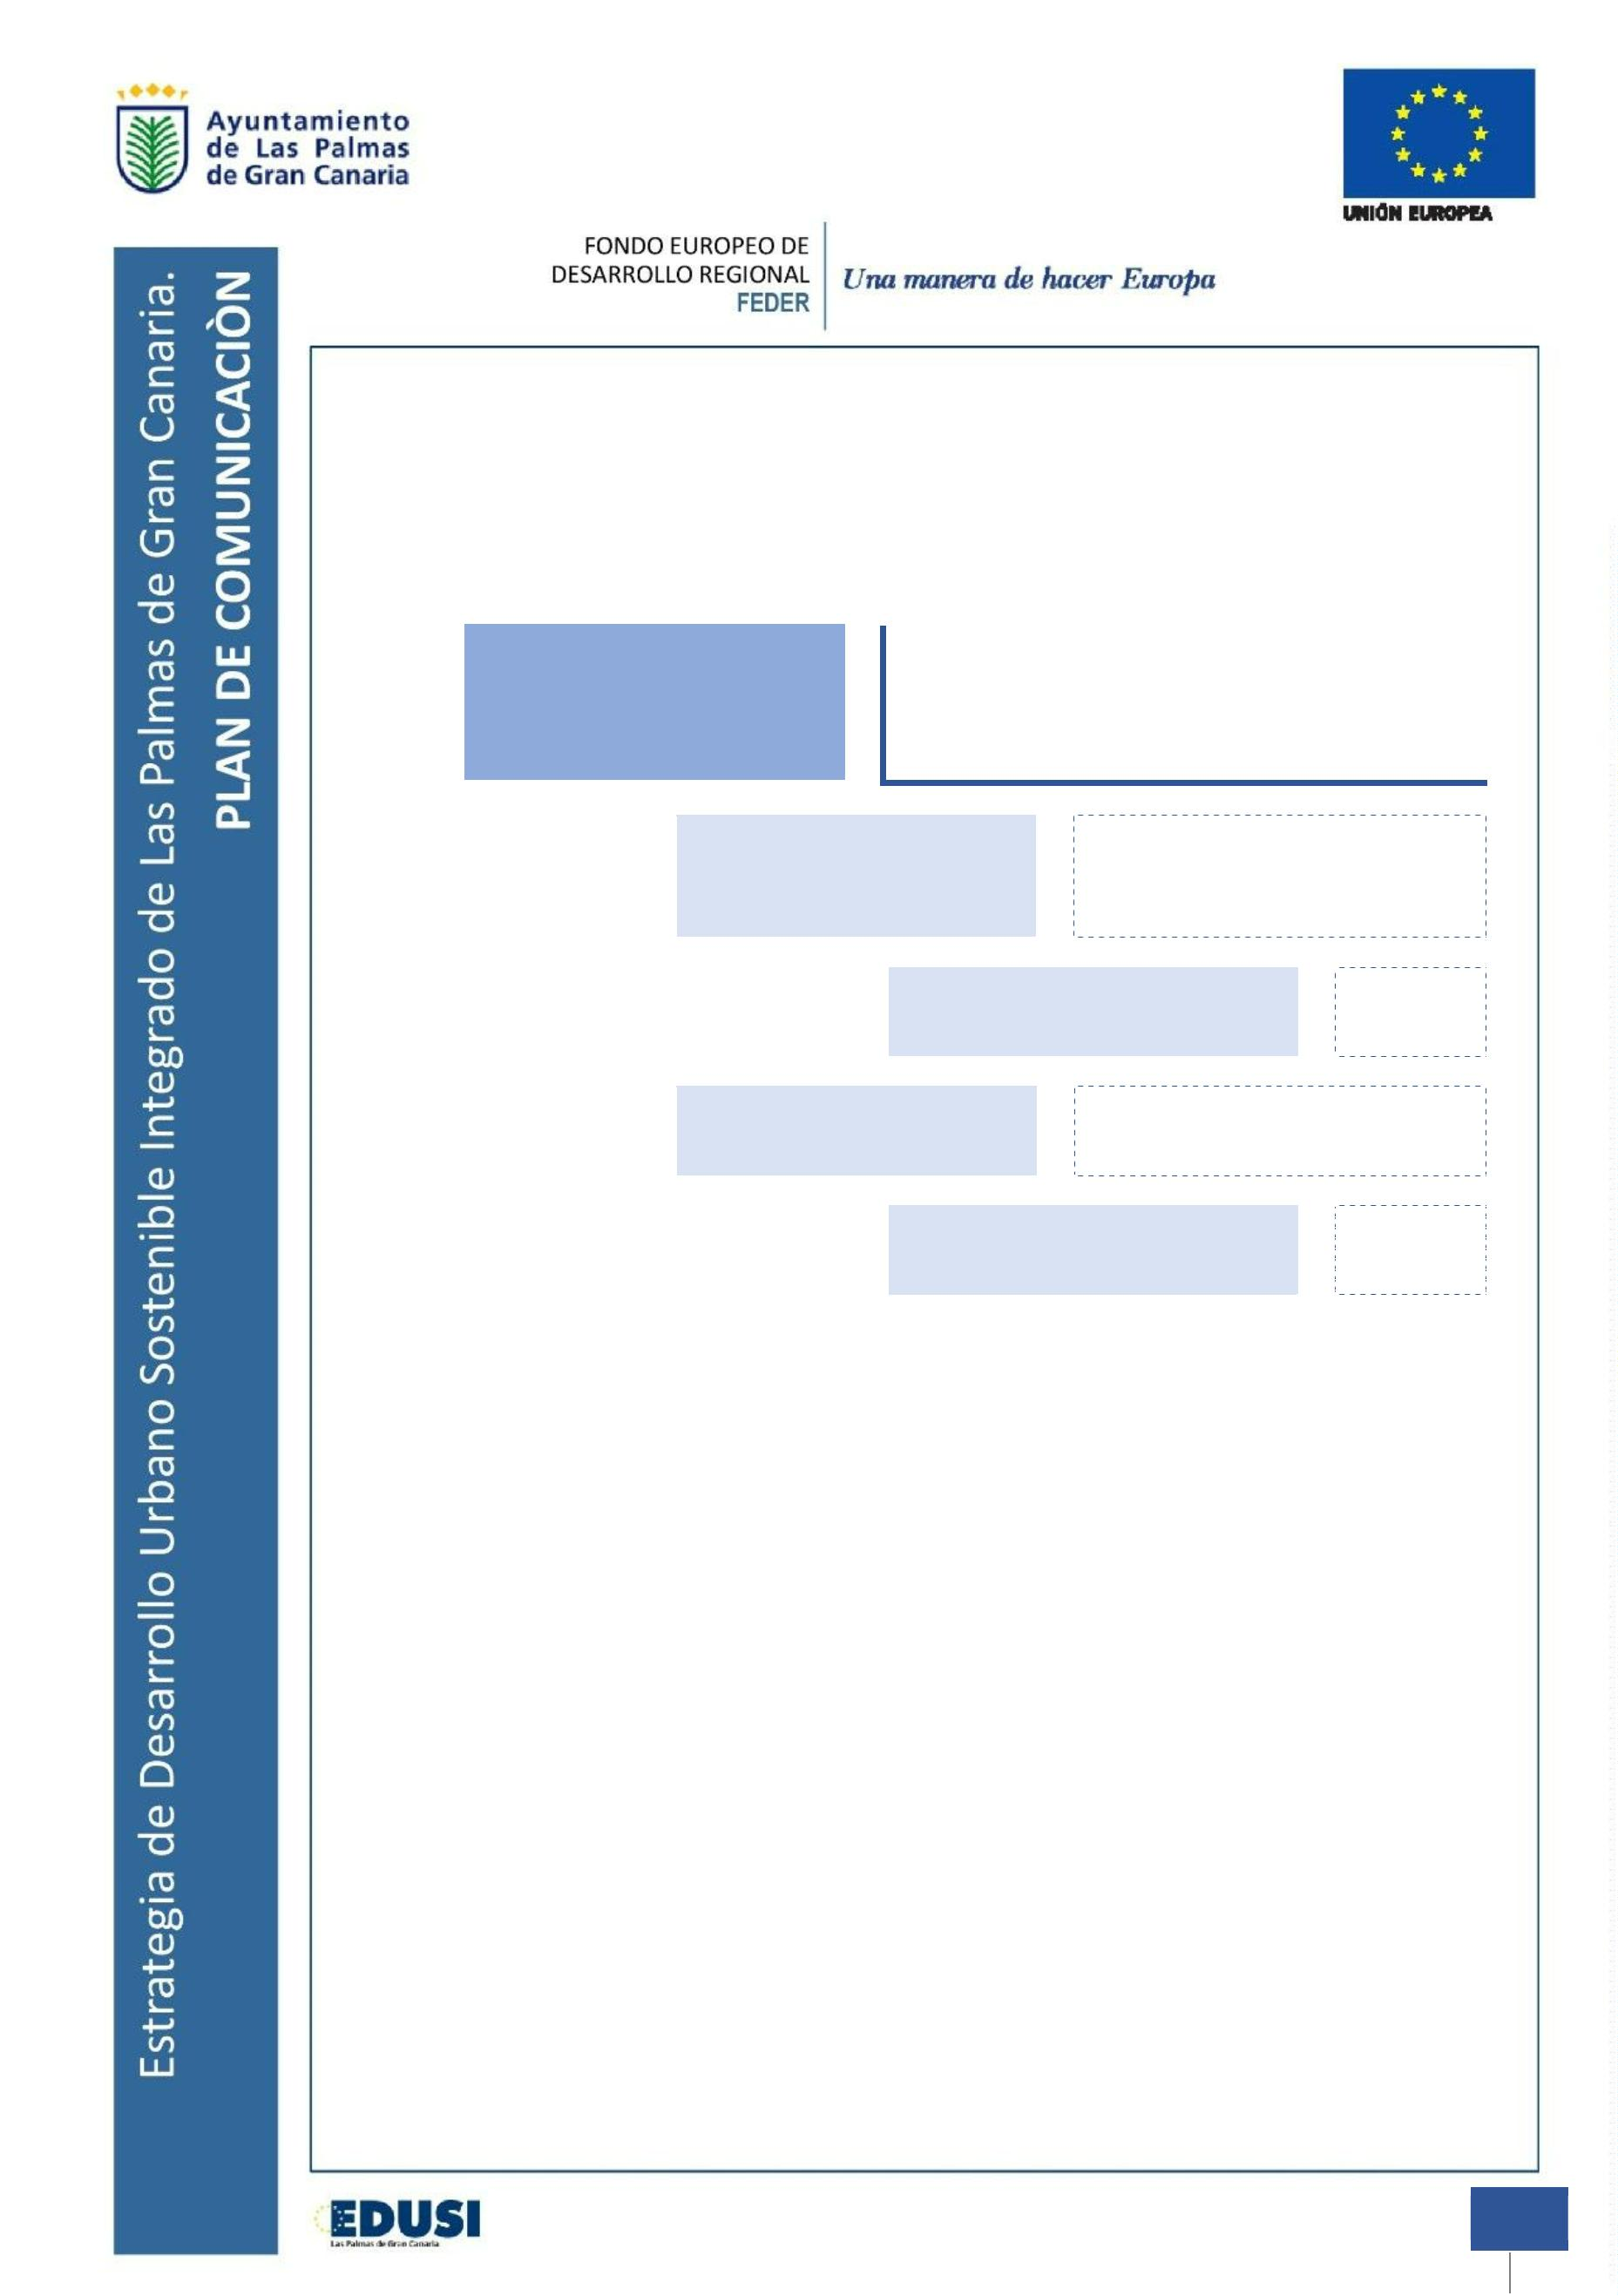 Ayuntamiento
de Las Palmas
de Gran Canaria
UNIÓN EUROPEA
FONDO EUROPEO DE
DESARROLLO REGIONAL
FEDER
Una manera de hacer Europa
Estrategia de Desarrollo Urbano Sostenible Integrado de Las Palmas de Gran Canaria.
PLAN DE COMUNICACIÒN
EDUSI
Las Palmas de Gran Canaria